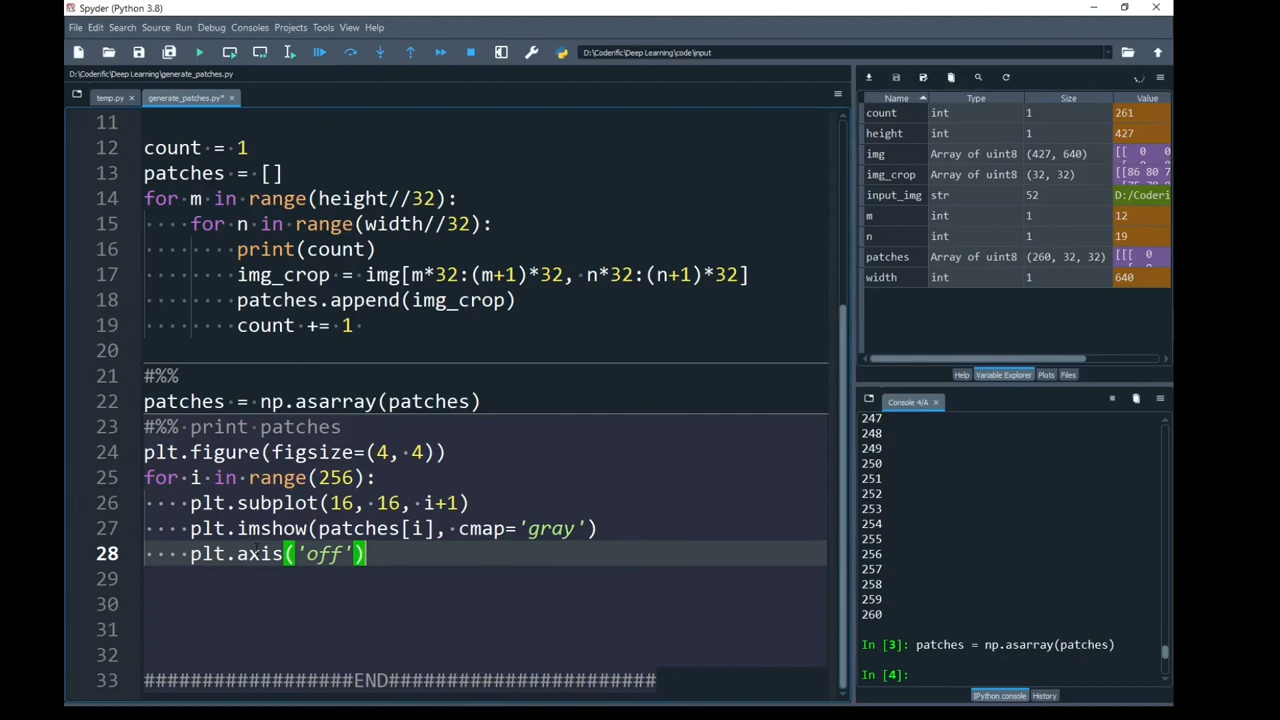 Spyder (Python 3.8)
File Edit Search Source Run Debug Consoles Projects Tools View Help
D:\Coderific\Deep Learning\code\input
D:\Coderific\Deep Learning\generate_patches.py
temp.py
generate_patches.py*
11
12 count = 1
13 patches = []
14 for m in range(height//32):
15 for n in range(width//32):
16 print(count)
17 img_crop = img[m*32:(m+1)*32, n*32:(n+1)*32]
18 patches.append(img_crop)
19 count += 1
20
21 #%%
22 patches = np.asarray(patches)
23 #%% print patches
24 plt.figure(figsize=(4, 4))
25 for i in range(256):
26 plt.subplot(16, 16, i+1)
27 plt.imshow(patches[i], cmap='gray')
28 plt.axis('off')
29
30
31
32
33 ##################END#######################
Name Type Size Value
count int 1 261
height int 1 427
img Array of uint8 (427, 640) [[ 0 0
img_crop Array of uint8 (32, 32) [[86 80 7
input_img str 52 D:/Coderi
m int 1 12
n int 1 19
patches Array of uint8 (260, 32, 32) [[[ 0
width int 1 640
Help Variable Explorer Plots Files
Console 4/A
247
248
249
250
251
252
253
254
255
256
257
258
259
260
In [3]: patches = np.asarray(patches)
In [4]:
IPython console History